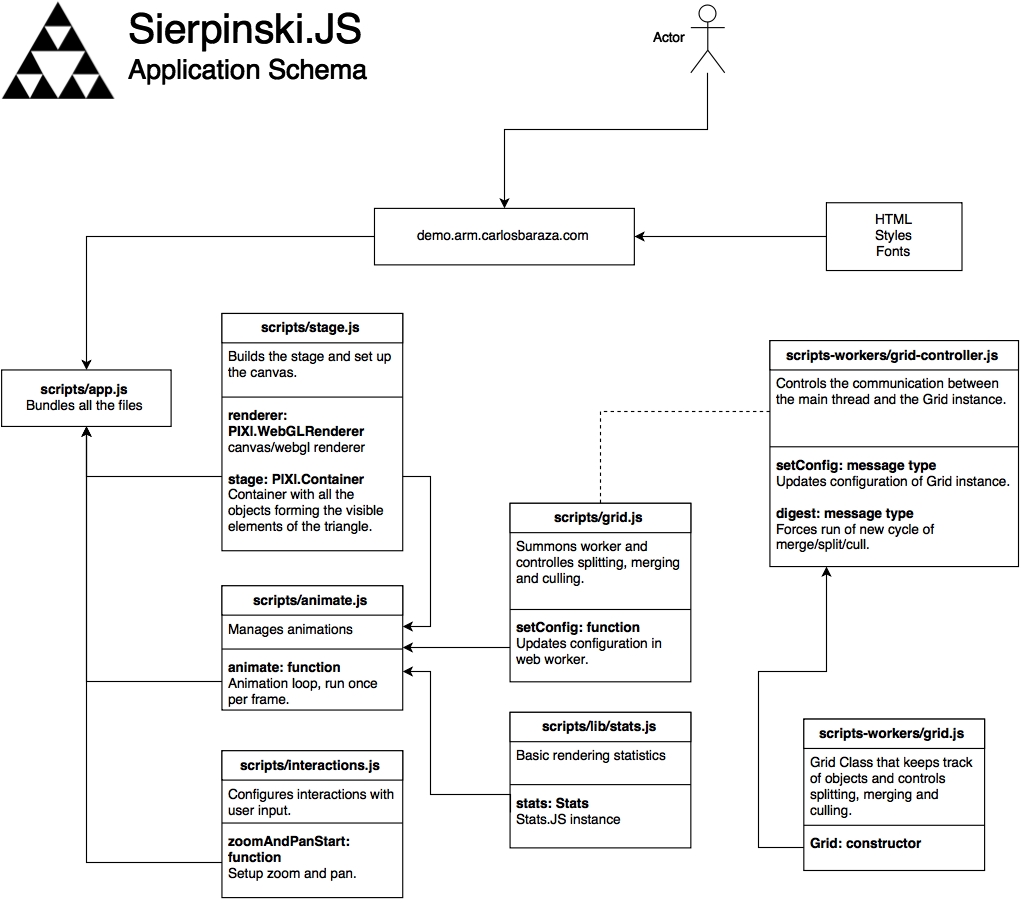 Sierpinski.JS
Application Schema
Actor
demo.arm.carlosbaraza.com
HTML
Styles
Fonts
scripts/app.js
Bundles all the files
scripts/stage.js
Builds the stage and set up
the canvas.
renderer:
PIXI.WebGLRenderer
canvas/webgl renderer
stage: PIXI.Container
Container with all the
objects forming the visible
elements of the triangle.
scripts/animate.js
Manages animations
animate: function
Animation loop, run once
per frame.
scripts/interactions.js
Configures interactions with
user input.
zoomAndPanStart:
function
Setup zoom and pan.
scripts/grid.js
Summons worker and
controlles splitting, merging
and culling.
setConfig: function
Updates configuration in
web worker.
scripts/lib/stats.js
Basic rendering statistics
stats: Stats
Stats.JS instance
scripts-workers/grid-controller.js
Controls the communication between
the main thread and the Grid instance.
setConfig: message type
Updates configuration of Grid instance.
digest: message type
Forces run of new cycle of
merge/split/cull.
scripts-workers/grid.js
Grid Class that keeps track
of objects and controls
splitting, merging and
culling.
Grid: constructor